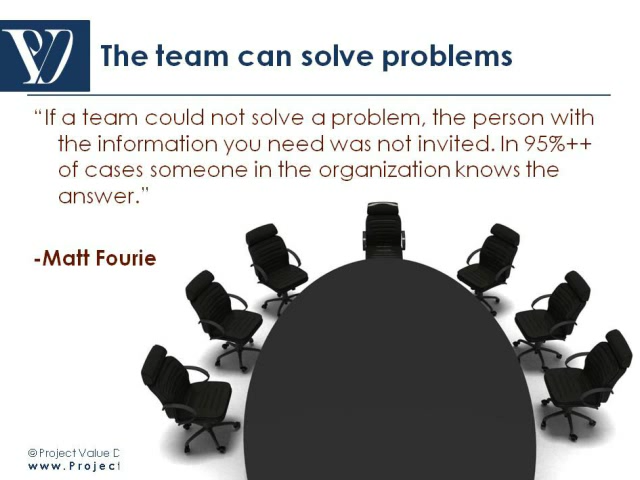 The team can solve problems
“If a team could not solve a problem, the person with
the information you need was not invited. In 95%++
of cases someone in the organization knows the
answer.”
-Matt Fourie
© Project Value D
www.Project